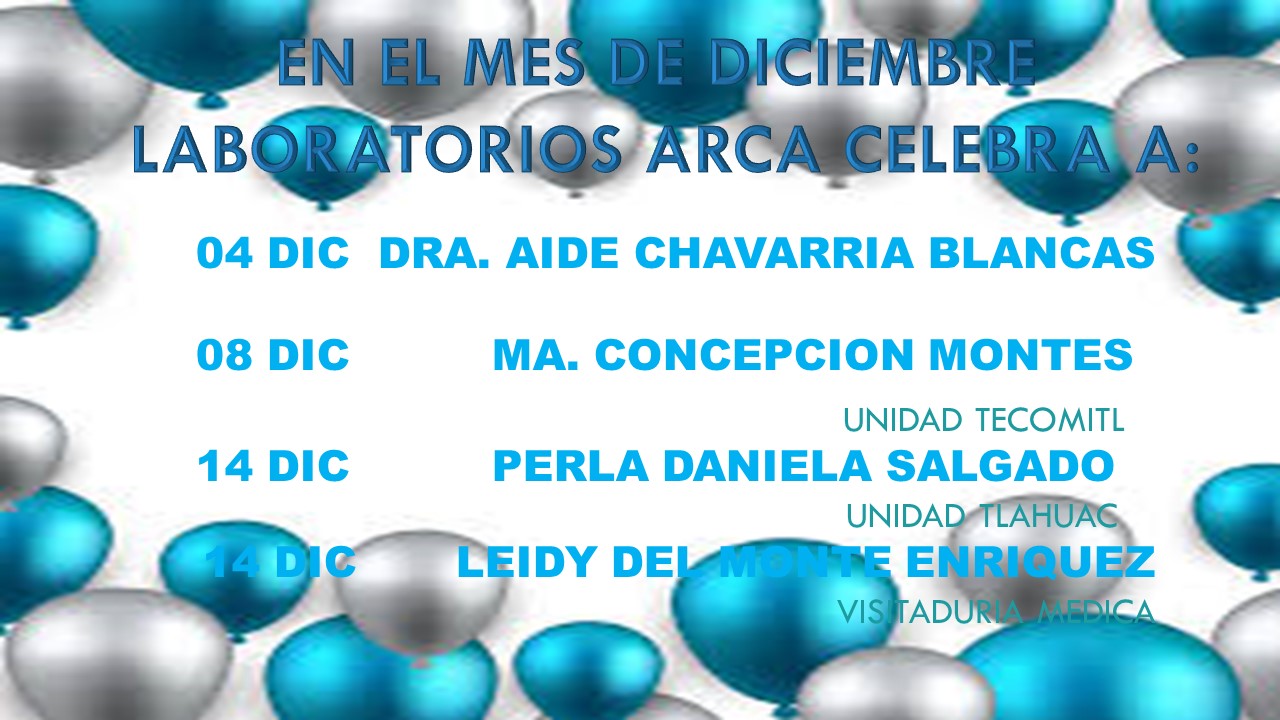 EN EL MES DE DICIEMBRE
LABORATORIOS ARCA CELEBRA A:
04 DIC DRA. AIDE CHAVARRIA BLANCAS
08 DIC MA. CONCEPCION MONTES
UNIDAD TECOMITL
14 DIC PERLA DANIELA SALGADO
UNIDAD TLAHUAC
14 DIC LEIDY DEL MONTE ENRIQUEZ
VISITADURIA MEDICA